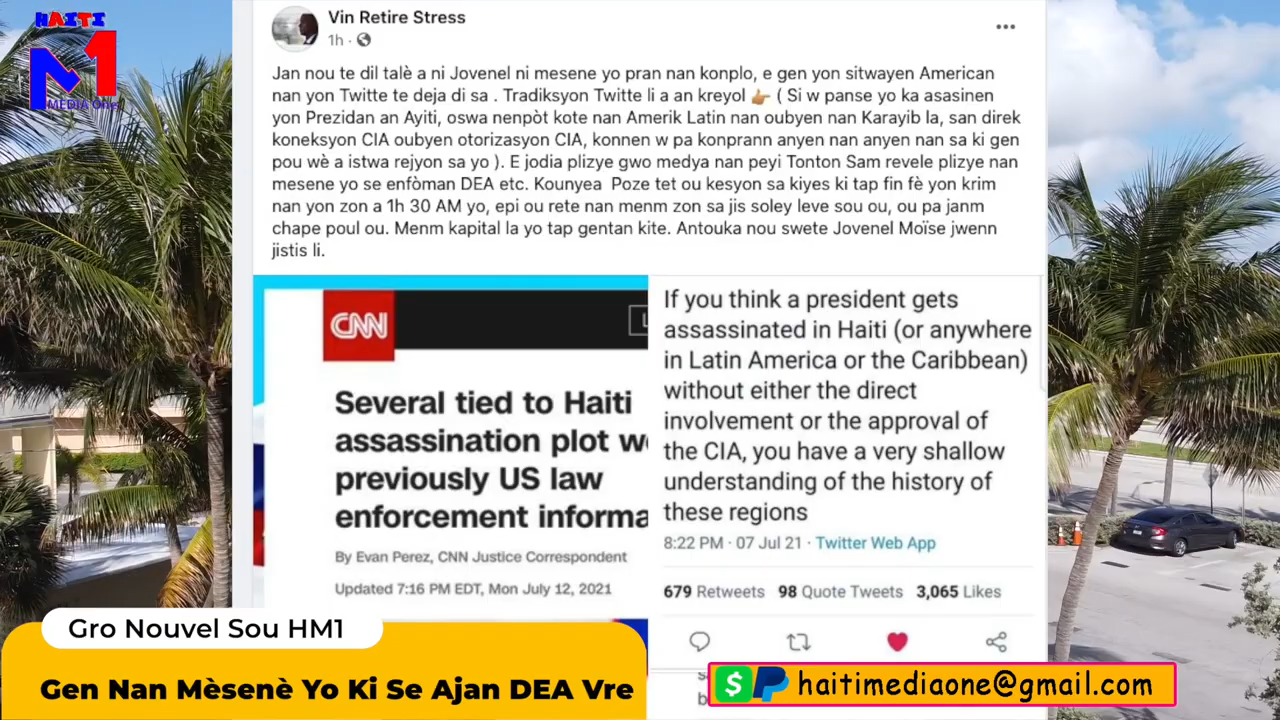 HAITI
M1
MEDIA One
Vin Retire Stress
1h ·
Jan nou te dil talè a ni Jovenel ni mesene yo pran nan konplo, e gen yon sitwayen American
nan yon Twitte te deja di sa . Tradiksyon Twitte li a an kreyol 👉 ( Si w panse yo ka asasinen
yon Prezidan an Ayiti, oswa nenpòt kote nan Amerik Latin nan oubyen nan Karayib la, san direk
koneksyon CIA oubyen otorizasyon CIA, konnen w pa konprann anyen nan anyen nan sa ki gen
pou wè a istwa rejyon sa yo ). E jodia plizye gwo medya nan peyi Tonton Sam revele plizye nan
mesene yo se enfòman DEA etc. Kounyea Poze tet ou kesyon sa kiyes ki tap fin fè yon krim
nan yon zon a 1h 30 AM yo, epi ou rete nan menm zon sa jis soley leve sou ou, ou pa janm
chape poul ou. Menm kapital la yo tap gentan kite. Antouka nou swete Jovenel Moïse jwenn
jistis li.
CNN
Several tied to Haiti
assassination plot w
previously US law
enforcement informa
By Evan Perez, CNN Justice Correspondent
Updated 7:16 PM EDT, Mon July 12, 2021
If you think a president gets
assassinated in Haiti (or anywhere
in Latin America or the Caribbean)
without either the direct
involvement or the approval of
the CIA, you have a very shallow
understanding of the history of
these regions
8:22 PM · 07 Jul 21 · Twitter Web App
679 Retweets 98 Quote Tweets 3,065 Likes
Gro Nouvel Sou HM1
Gen Nan Mèsenè Yo Ki Se Ajan DEA Vre
haitimediaone@gmail.com